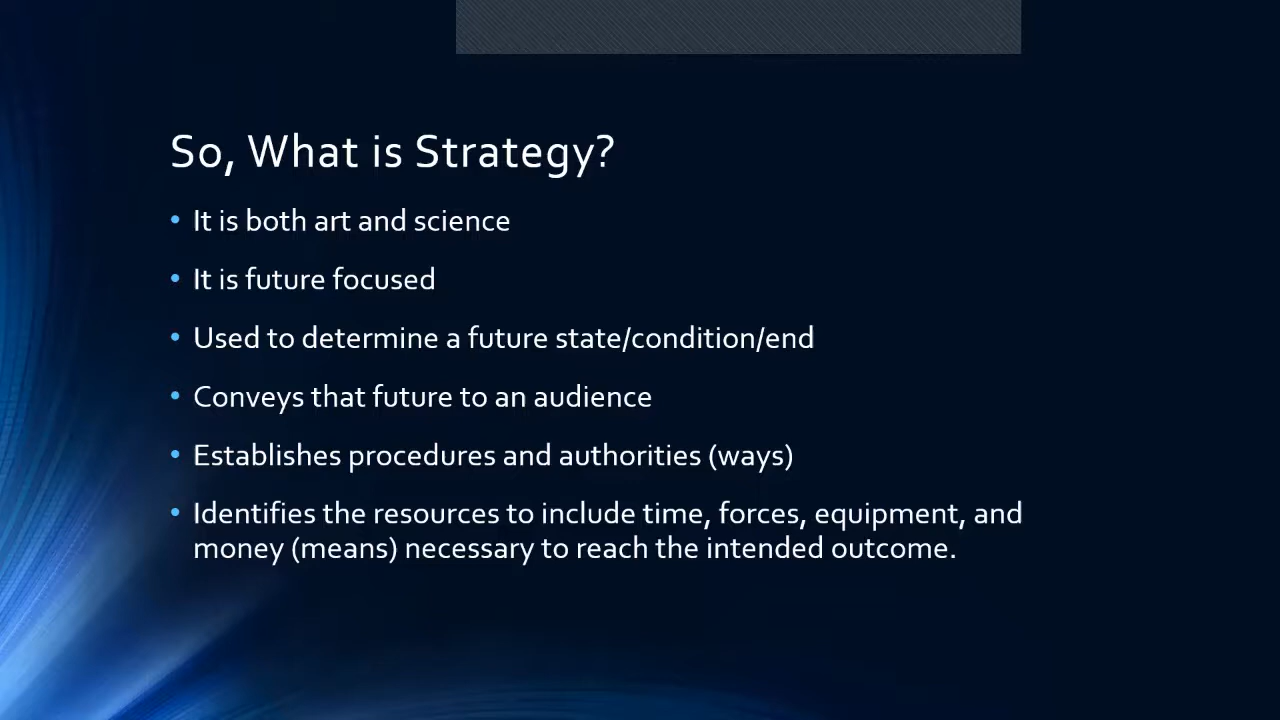 So, What is Strategy?
• It is both art and science
• It is future focused
• Used to determine a future state/condition/end
• Conveys that future to an audience
• Establishes procedures and authorities (ways)
• Identifies the resources to include time, forces, equipment, and
money (means) necessary to reach the intended outcome.